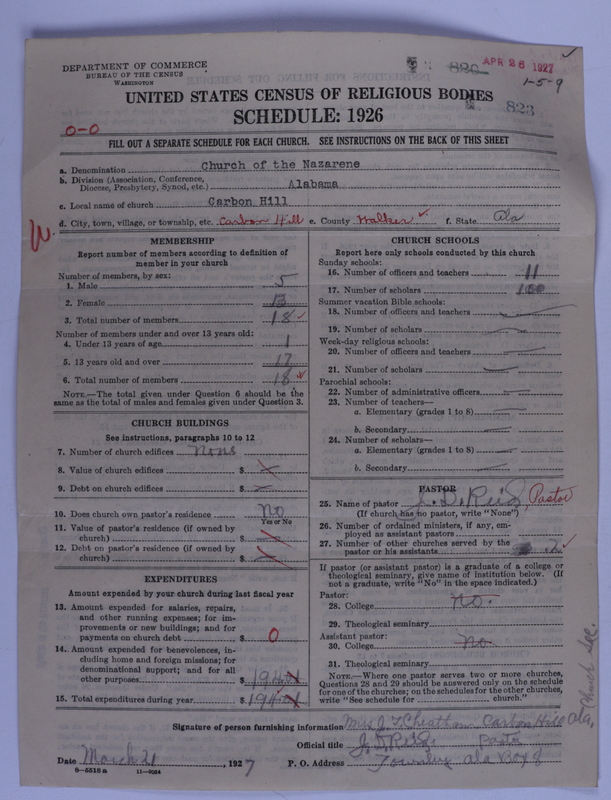 DEPARTMENT OF COMMERCE
BUREAU OF THE CENSUS
WASHINGTON
886
APR 26 1927
1-5-9
UNITED STATES CENSUS OF RELIGIOUS BODIES
823
SCHEDULE: 1926
0-0
FILL OUT A SEPARATE SCHEDULE FOR EACH CHURCH. SEE INSTRUCTIONS ON THE BACK OF THIS SHEET
a. Denomination Church of the Nazarene
b. Division (Association, Conference,
Diocese, Presbytery, Synod, etc.) Alabama
c. Local name of church Carbon Hill
d. City, town, village, or township, etc. Carbon Hill e. County Walker f. State Ala
MEMBERSHIP
Report number of members according to definition of
member in your church
Number of members, by sex:
1. Male 5
2. Female 13
3. Total number of members 18
Number of members under and over 13 years old:
4. Under 13 years of age 1
5. 13 years old and over 17
6. Total number of members 18
NOTE.—The total given under Question 6 should be the
same as the total of males and females given under Question 3.
CHURCH BUILDINGS
See instructions, paragraphs 10 to 12
7. Number of church edifices None
8. Value of church edifices $
9. Debt on church edifices $
10. Does church own pastor's residence No
Yes or No
11. Value of pastor's residence (if owned by
church) $
12. Debt on pastor's residence (if owned by
church) $
EXPENDITURES
Amount expended by your church during last fiscal year
13. Amount expended for salaries, repairs,
and other running expenses; for im-
provements or new buildings; and for
payments on church debt $ 0
14. Amount expended for benevolences, in-
cluding home and foreign missions; for
denominational support; and for all
other purposes $
15. Total expenditures during year $
CHURCH SCHOOLS
Report here only schools conducted by this church
Sunday schools:
16. Number of officers and teachers 11
17. Number of scholars 100
Summer vacation Bible schools:
18. Number of officers and teachers
19. Number of scholars
Week-day religious schools:
20. Number of officers and teachers
21. Number of scholars
Parochial schools:
22. Number of administrative officers
23. Number of teachers—
a. Elementary (grades 1 to 8)
b. Secondary
24. Number of scholars—
a. Elementary (grades 1 to 8)
b. Secondary
PASTOR
25. Name of pastor Pastor
(If church has no pastor, write "None")
26. Number of ordained ministers, if any, em-
ployed as assistant pastors
27. Number of other churches served by the
pastor or his assistants 2
If pastor (or assistant pastor) is a graduate of a college or
theological seminary, give name of institution below. (If
not a graduate, write "No" in the space indicated.)
Pastor:
28. College No.
29. Theological seminary
Assistant pastor:
30. College No
31. Theological seminary
NOTE.—Where one pastor serves two or more churches,
Questions 28 and 29 should be answered only on the schedule
for one of the churches; on the schedules for the other churches,
write "See schedule for church."
Signature of person furnishing information Mrs J. L. Cheatham Carbon Hill Ala,
Church Sec.
Official title Pastor
Date March 21, 1927 P. O. Address Townley Ala Box 8
8-5518a 11-9024